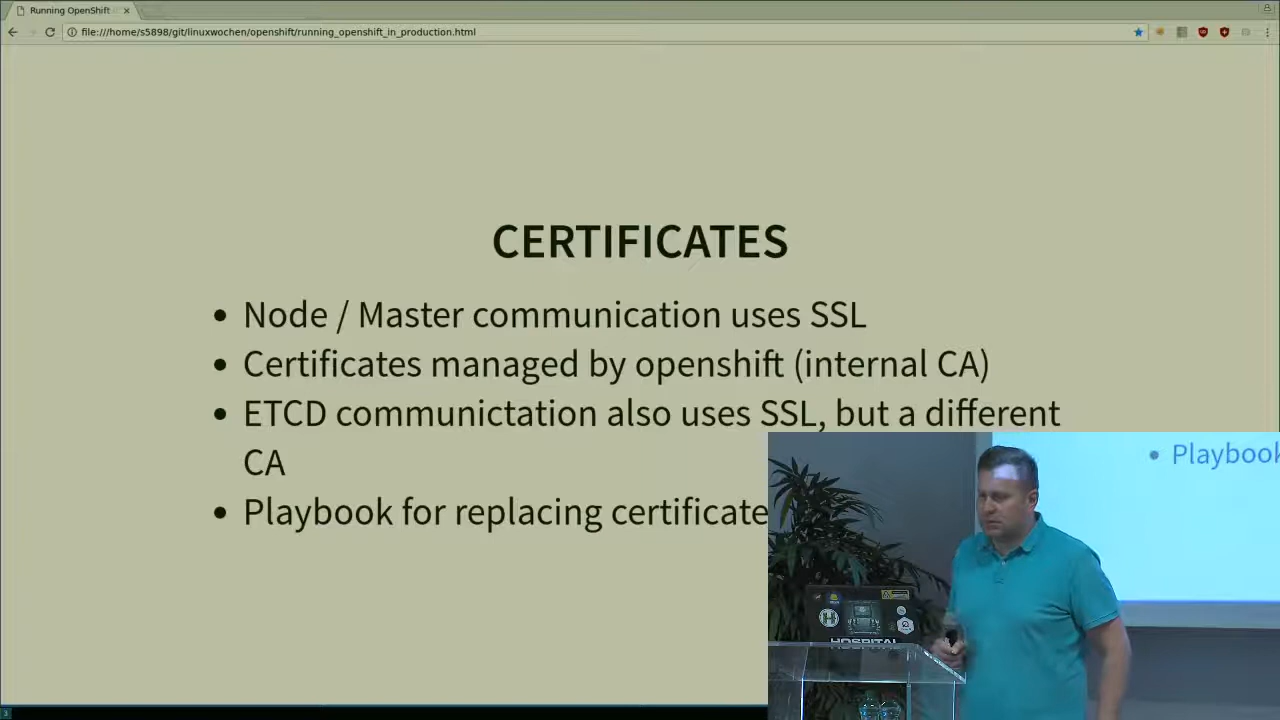 Running OpenShift
file:///home/s5898/git/linuxwochen/openshift/running_openshift_in_production.html
CERTIFICATES
• Node / Master communication uses SSL
• Certificates managed by openshift (internal CA)
• ETCD communictation also uses SSL, but a different
CA
• Playbook for replacing certificate
• Playbook
HOSPITAL